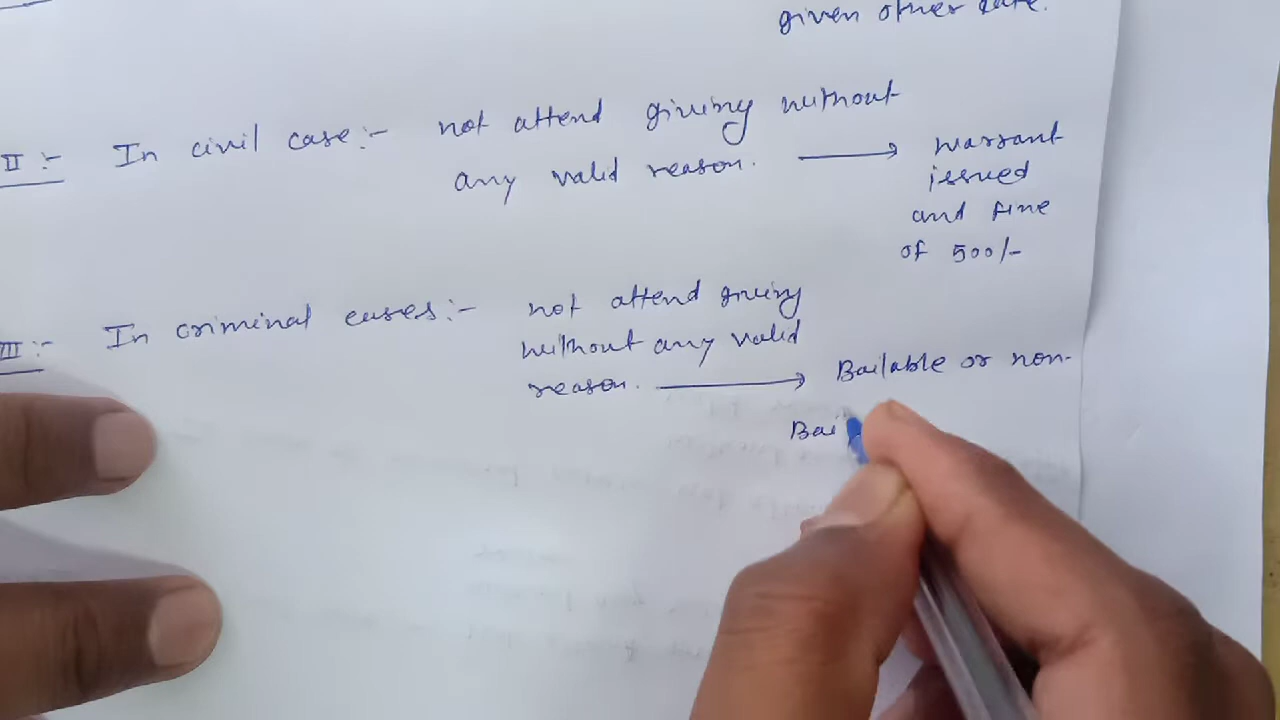 given other date.
II :- In civil case :- not attend giving without
any valid reason. → warrant
issued
and fine
of 500/-
III :- In criminal cases :- not attend giving
without any valid
reason. → Bailable or non-
Bai